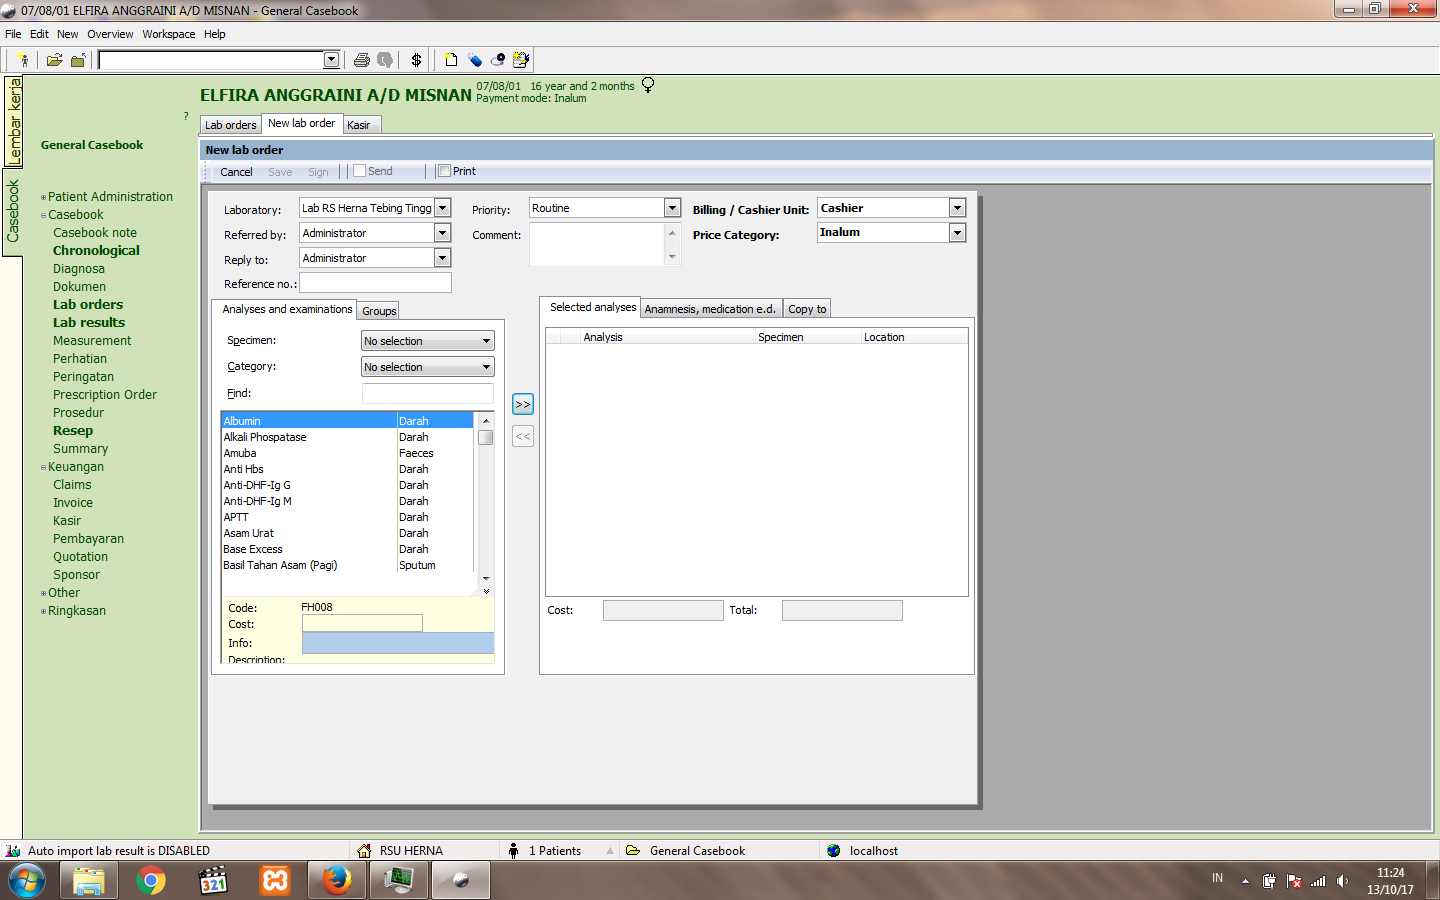 07/08/01 ELFIRA ANGGRAINI A/D MISNAN - General Casebook
File Edit New Overview Workspace Help
Lembar kerja
Casebook
?
General Casebook
Patient Administration
Casebook
Casebook note
Chronological
Diagnosa
Dokumen
Lab orders
Lab results
Measurement
Perhatian
Peringatan
Prescription Order
Prosedur
Resep
Summary
Keuangan
Claims
Invoice
Kasir
Pembayaran
Quotation
Sponsor
Other
Ringkasan
ELFIRA ANGGRAINI A/D MISNAN 07/08/01 16 year and 2 months
Payment mode: Inalum
Lab orders New lab order Kasir
New lab order
Cancel Save Sign Send Print
Laboratory: Lab RS Herna Tebing Tingg Priority: Routine Billing / Cashier Unit: Cashier
Referred by: Administrator Comment: Price Category: Inalum
Reply to: Administrator
Reference no.:
Analyses and examinations Groups
Specimen: No selection
Category: No selection
Find:
Albumin Darah
Alkali Phospatase Darah
Amuba Faeces
Anti Hbs Darah
Anti-DHF-Ig G Darah
Anti-DHF-Ig M Darah
APTT Darah
Asam Urat Darah
Base Excess Darah
Basil Tahan Asam (Pagi) Sputum
Code: FH008
Cost:
Info:
Description:
>>
<<
Selected analyses Anamnesis, medication e.d. Copy to
Analysis Specimen Location
Cost: Total:
Auto import lab result is DISABLED RSU HERNA 1 Patients General Casebook localhost
321
IN 11:24
13/10/17